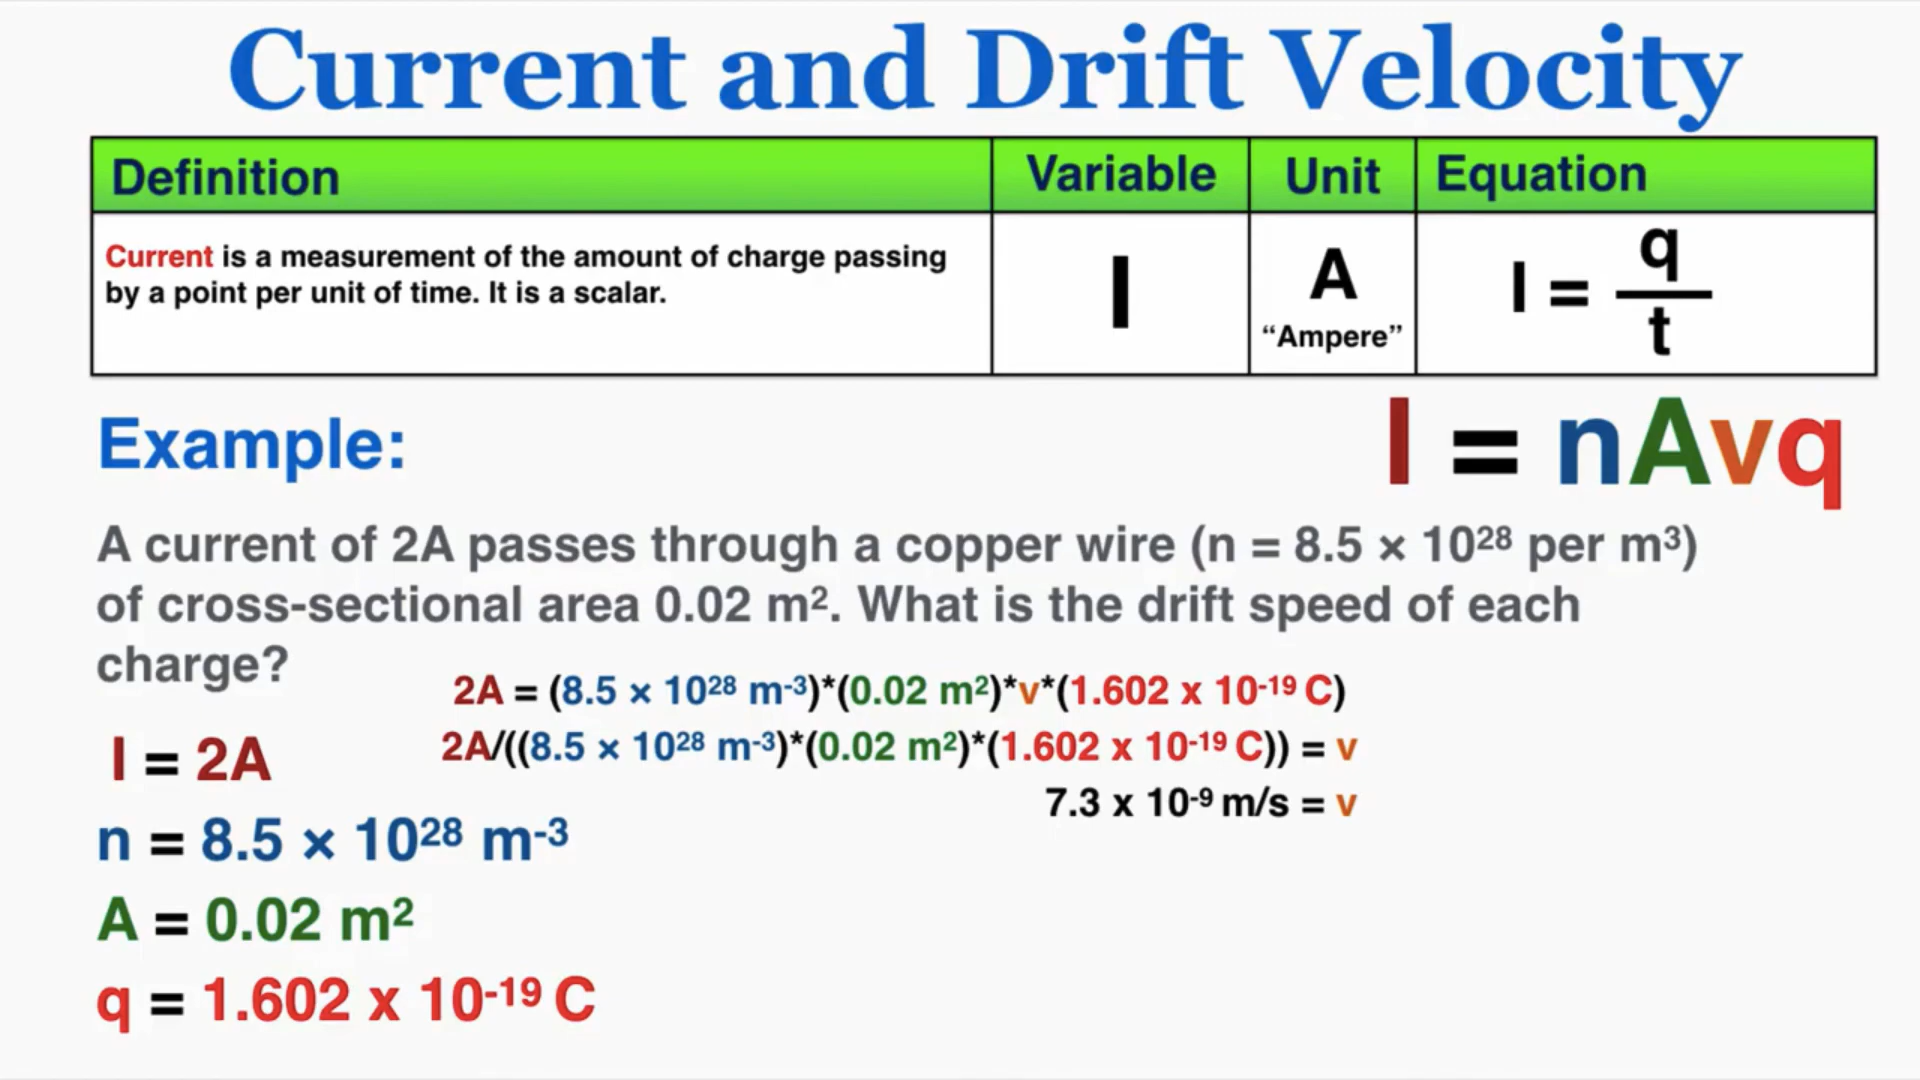 Current and Drift Velocity
Definition Variable Unit Equation
Current is a measurement of the amount of charge passing
by a point per unit of time. It is a scalar.
I
A
“Ampere”
I = q/t
Example:
I = nAvq
A current of 2A passes through a copper wire (n = 8.5 × 10²⁸ per m³)
of cross-sectional area 0.02 m². What is the drift speed of each
charge?
2A = (8.5 × 10²⁸ m⁻³)*(0.02 m²)*v*(1.602 x 10⁻¹⁹ C)
2A/((8.5 × 10²⁸ m⁻³)*(0.02 m²)*(1.602 x 10⁻¹⁹ C)) = v
7.3 x 10⁻⁹ m/s = v
I = 2A
n = 8.5 × 10²⁸ m⁻³
A = 0.02 m²
q = 1.602 x 10⁻¹⁹ C